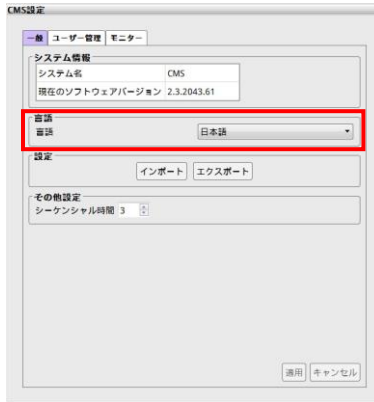 CMS設定
一般 ユーザー管理 モニター
システム情報
システム名 CMS
現在のソフトウェアバージョン 2.3.2043.61
言語
言語 日本語
設定
インポート エクスポート
その他設定
シーケンシャル時間 3
適用 キャンセル